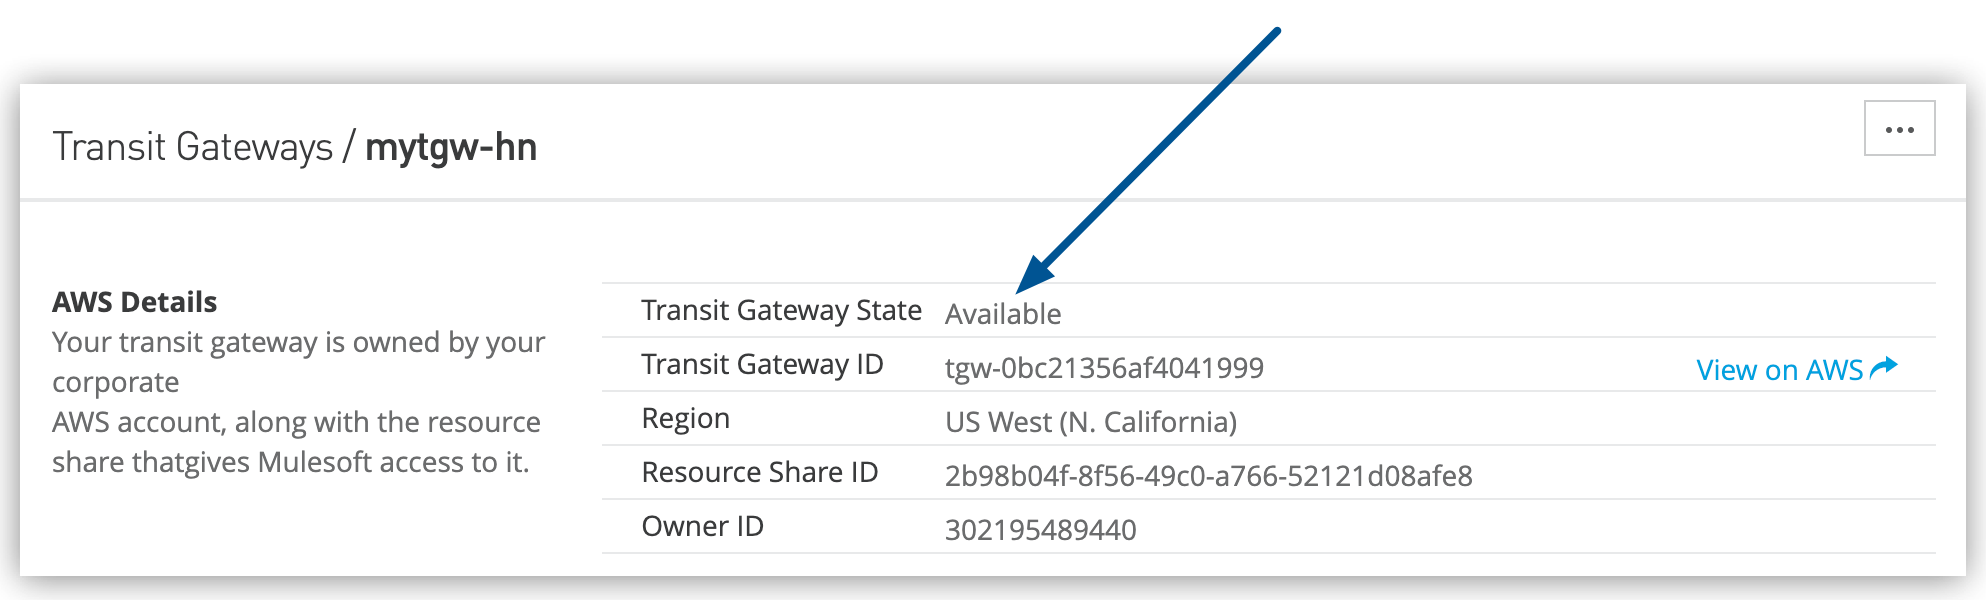 Transit Gateways / mytgw-hn
AWS Details
Your transit gateway is owned by your
corporate
AWS account, along with the resource
share thatgives Mulesoft access to it.
Transit Gateway State Available
Transit Gateway ID tgw-0bc21356af4041999 View on AWS
Region US West (N. California)
Resource Share ID 2b98b04f-8f56-49c0-a766-52121d08afe8
Owner ID 302195489440